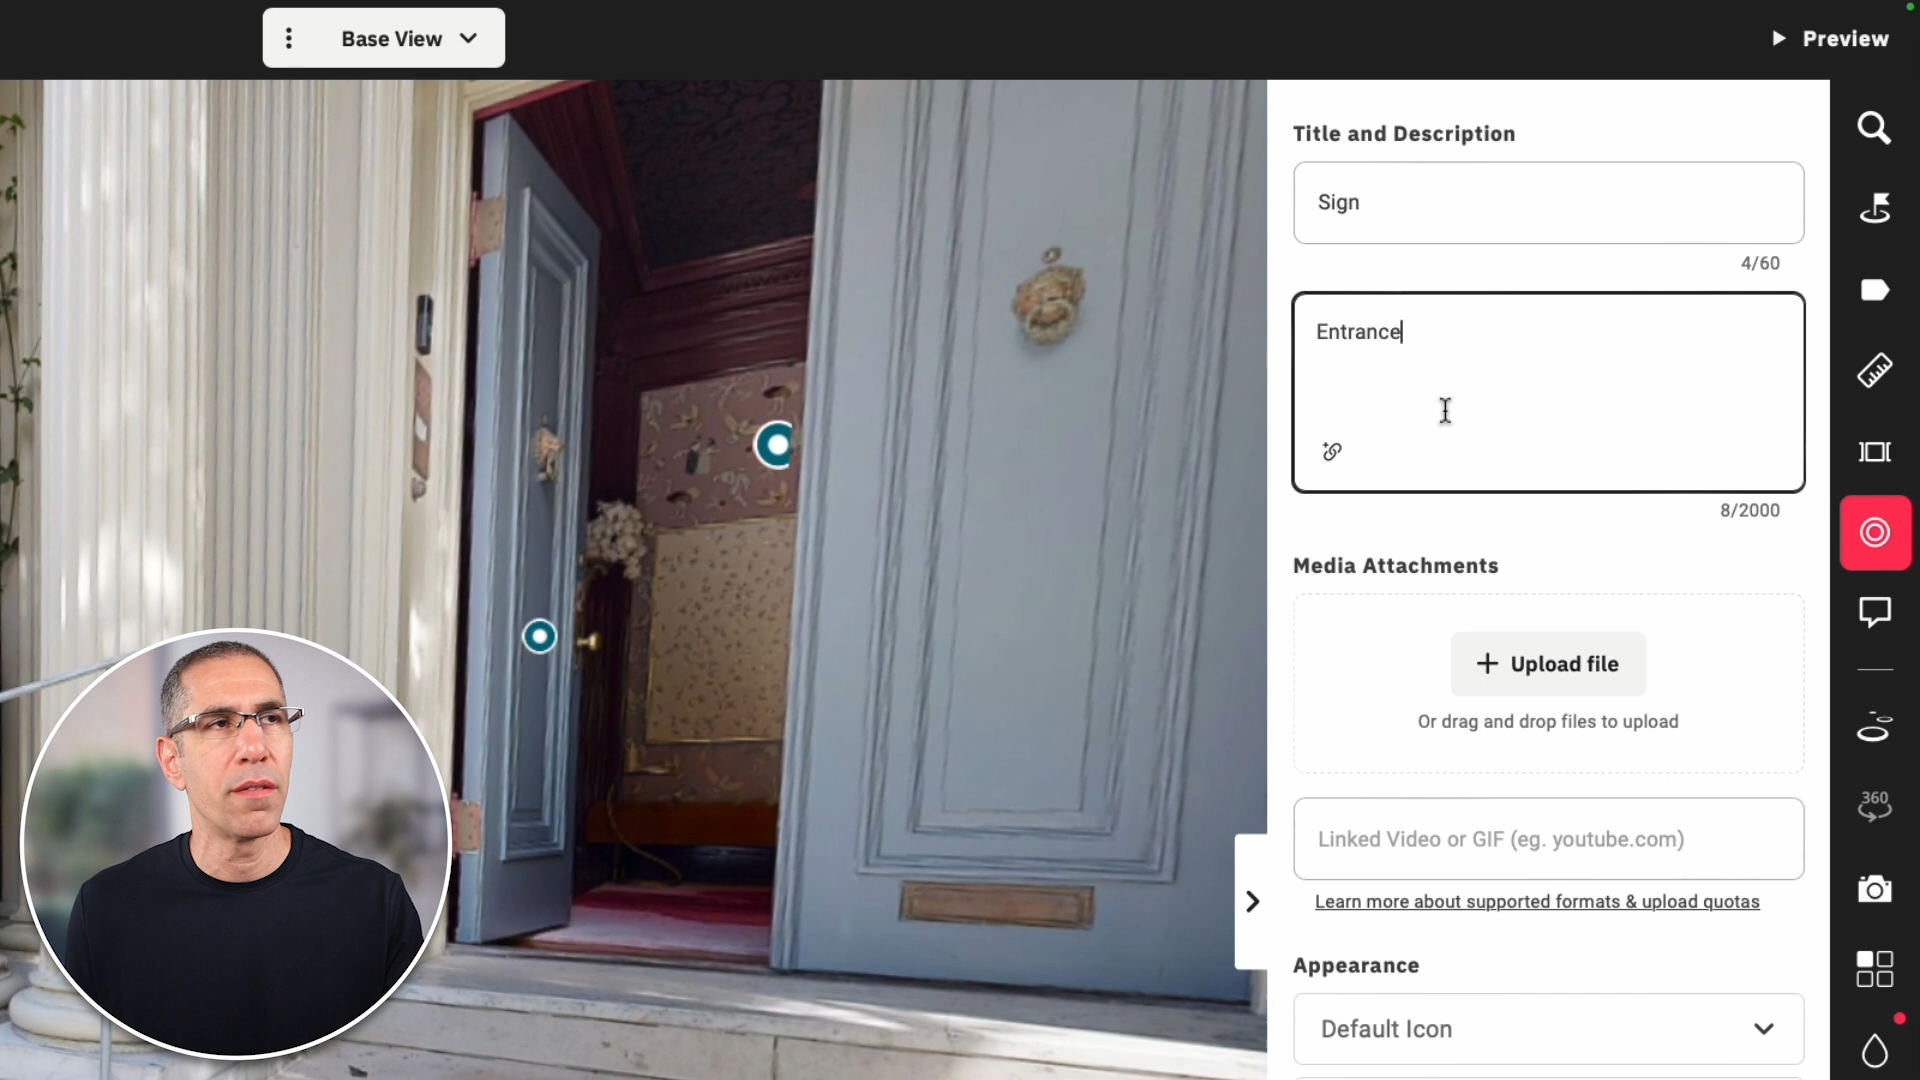 Base View
Preview
Title and Description
Sign
4/60
Entrance
8/2000
Media Attachments
Upload file
Or drag and drop files to upload
Linked Video or GIF (eg. youtube.com)
Learn more about supported formats & upload quotas
360
Appearance
Default Icon